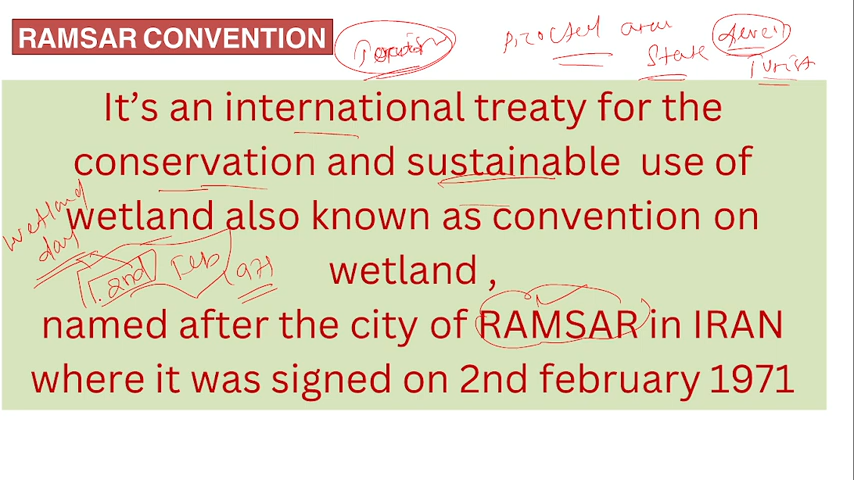 RAMSAR CONVENTION
Protected area
State
Turist
It's an international treaty for the
conservation and sustainable use of
wetland also known as convention on
wetland ,
named after the city of RAMSAR in IRAN
where it was signed on 2nd february 1971
wetland
day
2nd Feb 1971